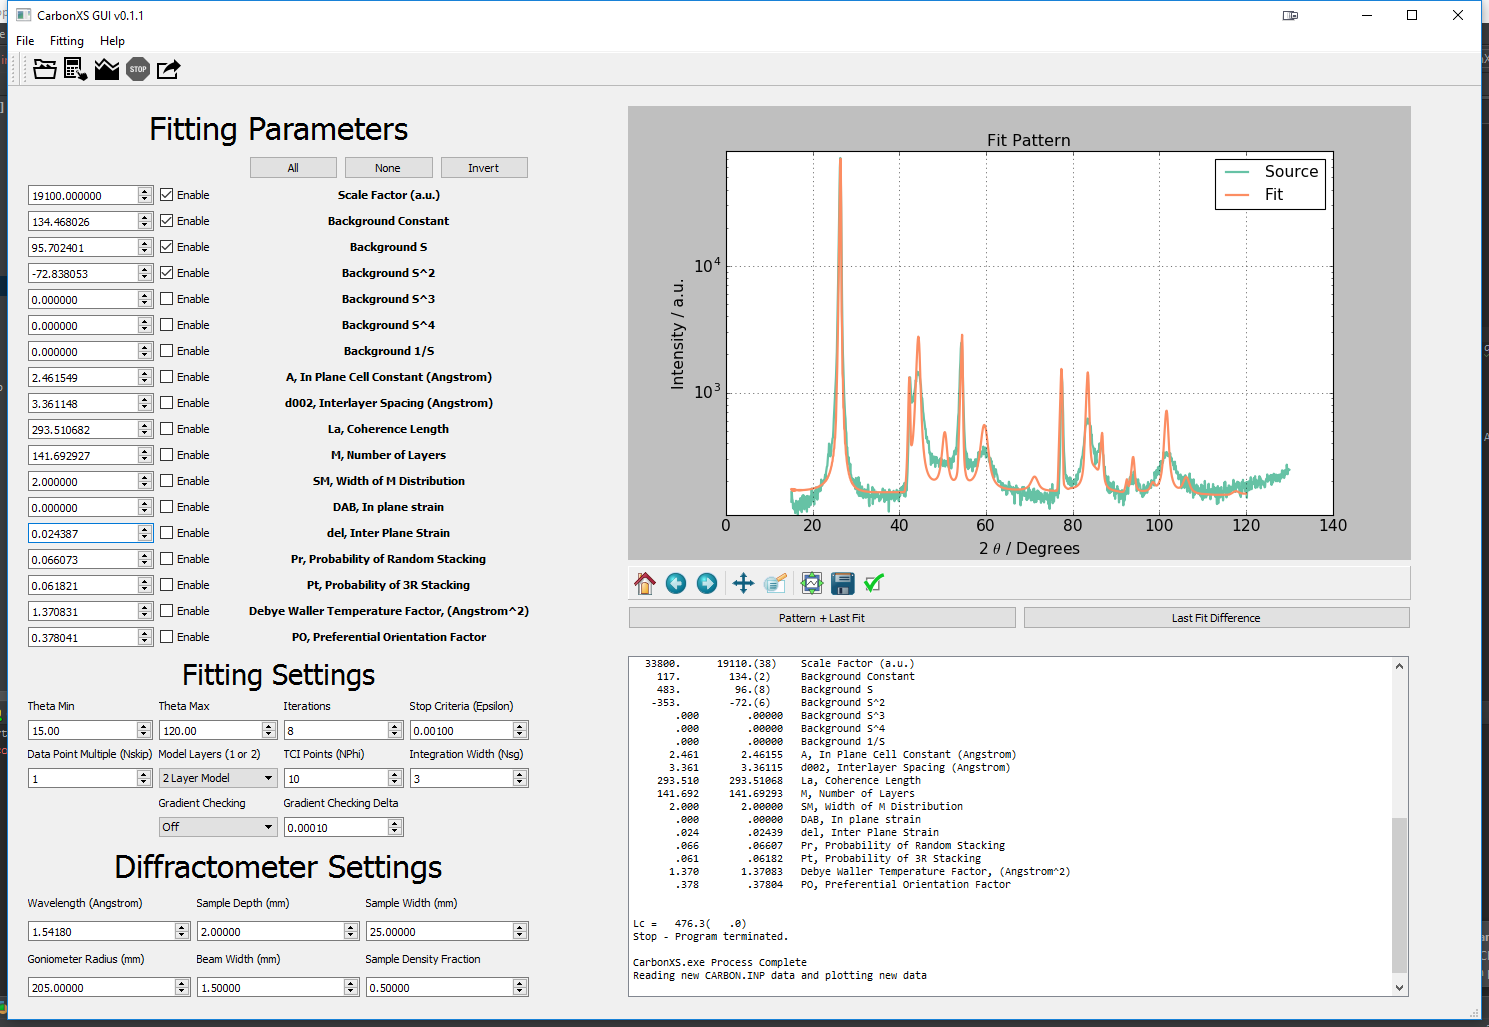 CarbonXS GUI v0.1.1
File Fitting Help
STOP
Fitting Parameters
All None Invert
19100.000000 Enable Scale Factor (a.u.)
134.468026 Enable Background Constant
95.702401 Enable Background S
-72.838053 Enable Background S^2
0.000000 Enable Background S^3
0.000000 Enable Background S^4
0.000000 Enable Background 1/S
2.461549 Enable A, In Plane Cell Constant (Angstrom)
3.361148 Enable d002, Interlayer Spacing (Angstrom)
293.510682 Enable La, Coherence Length
141.692927 Enable M, Number of Layers
2.000000 Enable SM, Width of M Distribution
0.000000 Enable DAB, In plane strain
0.024387 Enable del, Inter Plane Strain
0.066073 Enable Pr, Probability of Random Stacking
0.061821 Enable Pt, Probability of 3R Stacking
1.370831 Enable Debye Waller Temperature Factor, (Angstrom^2)
0.378041 Enable PO, Preferential Orientation Factor
Fitting Settings
Theta Min Theta Max Iterations Stop Criteria (Epsilon)
15.00 120.00 8 0.00100
Data Point Multiple (Nskip) Model Layers (1 or 2) TCI Points (NPhi) Integration Width (Nsg)
1 2 Layer Model 10 3
Gradient Checking Gradient Checking Delta
Off 0.00010
Diffractometer Settings
Wavelength (Angstrom) Sample Depth (mm) Sample Width (mm)
1.54180 2.00000 25.00000
Goniometer Radius (mm) Beam Width (mm) Sample Density Fraction
205.00000 1.50000 0.50000
Fit Pattern
Source
Fit
Intensity / a.u.
10^4
10^3
0 20 40 60 80 100 120 140
2 θ / Degrees
Pattern + Last Fit Last Fit Difference
33800. 19110.(38) Scale Factor (a.u.)
117. 134.(2) Background Constant
483. 96.(8) Background S
-353. -72.(6) Background S^2
.000 .00000 Background S^3
.000 .00000 Background S^4
.000 .00000 Background 1/S
2.461 2.46155 A, In Plane Cell Constant (Angstrom)
3.361 3.36115 d002, Interlayer Spacing (Angstrom)
293.510 293.51068 La, Coherence Length
141.692 141.69293 M, Number of Layers
2.000 2.00000 SM, Width of M Distribution
.000 .00000 DAB, In plane strain
.024 .02439 del, Inter Plane Strain
.066 .06607 Pr, Probability of Random Stacking
.061 .06182 Pt, Probability of 3R Stacking
1.370 1.37083 Debye Waller Temperature Factor, (Angstrom^2)
.378 .37804 PO, Preferential Orientation Factor
Lc = 476.3( .0)
Stop - Program terminated.
CarbonXS.exe Process Complete
Reading new CARBON.INP data and plotting new data